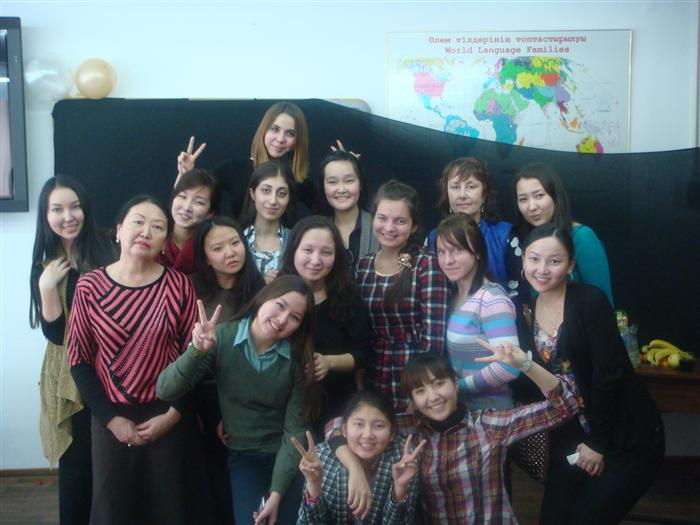 Әлем тілдерінің топтастырылуы
World Language Families